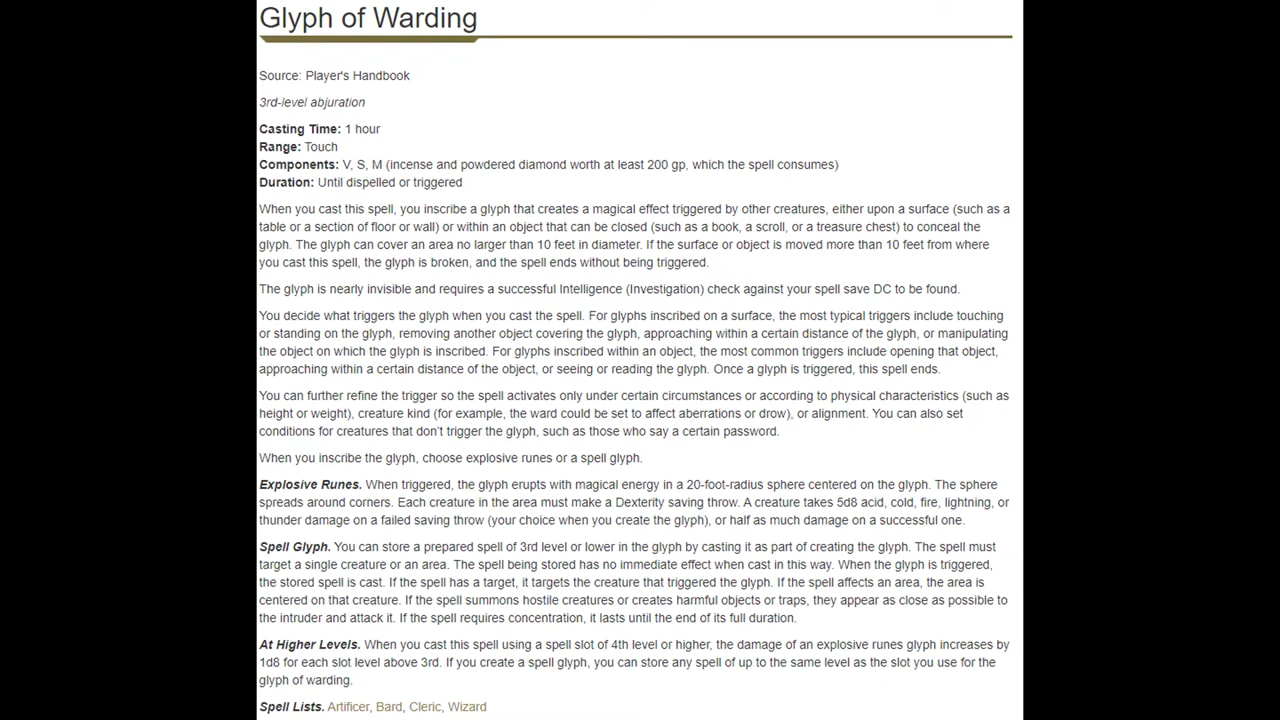 Glyph of Warding
Source: Player's Handbook
3rd-level abjuration
Casting Time: 1 hour
Range: Touch
Components: V, S, M (incense and powdered diamond worth at least 200 gp, which the spell consumes)
Duration: Until dispelled or triggered
When you cast this spell, you inscribe a glyph that creates a magical effect triggered by other creatures, either upon a surface (such as a
table or a section of floor or wall) or within an object that can be closed (such as a book, a scroll, or a treasure chest) to conceal the
glyph. The glyph can cover an area no larger than 10 feet in diameter. If the surface or object is moved more than 10 feet from where
you cast this spell, the glyph is broken, and the spell ends without being triggered.
The glyph is nearly invisible and requires a successful Intelligence (Investigation) check against your spell save DC to be found.
You decide what triggers the glyph when you cast the spell. For glyphs inscribed on a surface, the most typical triggers include touching
or standing on the glyph, removing another object covering the glyph, approaching within a certain distance of the glyph, or manipulating
the object on which the glyph is inscribed. For glyphs inscribed within an object, the most common triggers include opening that object,
approaching within a certain distance of the object, or seeing or reading the glyph. Once a glyph is triggered, this spell ends.
You can further refine the trigger so the spell activates only under certain circumstances or according to physical characteristics (such as
height or weight), creature kind (for example, the ward could be set to affect aberrations or drow), or alignment. You can also set
conditions for creatures that don't trigger the glyph, such as those who say a certain password.
When you inscribe the glyph, choose explosive runes or a spell glyph.
Explosive Runes. When triggered, the glyph erupts with magical energy in a 20-foot-radius sphere centered on the glyph. The sphere
spreads around corners. Each creature in the area must make a Dexterity saving throw. A creature takes 5d8 acid, cold, fire, lightning, or
thunder damage on a failed saving throw (your choice when you create the glyph), or half as much damage on a successful one.
Spell Glyph. You can store a prepared spell of 3rd level or lower in the glyph by casting it as part of creating the glyph. The spell must
target a single creature or an area. The spell being stored has no immediate effect when cast in this way. When the glyph is triggered,
the stored spell is cast. If the spell has a target, it targets the creature that triggered the glyph. If the spell affects an area, the area is
centered on that creature. If the spell summons hostile creatures or creates harmful objects or traps, they appear as close as possible to
the intruder and attack it. If the spell requires concentration, it lasts until the end of its full duration.
At Higher Levels. When you cast this spell using a spell slot of 4th level or higher, the damage of an explosive runes glyph increases by
1d8 for each slot level above 3rd. If you create a spell glyph, you can store any spell of up to the same level as the slot you use for the
glyph of warding.
Spell Lists. Artificer, Bard, Cleric, Wizard